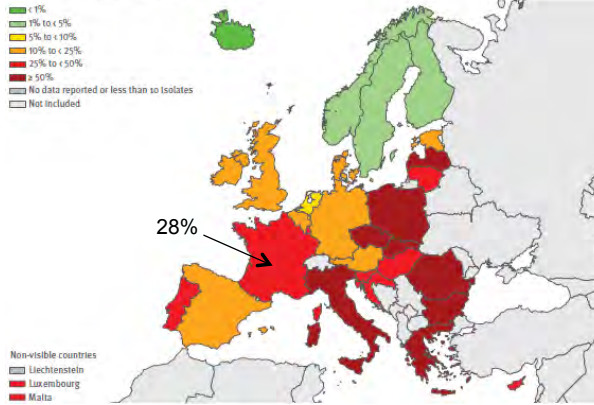 < 1%
1% to < 5%
5% to < 10%
10% to < 25%
25% to < 50%
≥ 50%
No data reported or less than 10 isolates
Not included
28%
Non-visible countries
Liechtenstein
Luxembourg
Malta